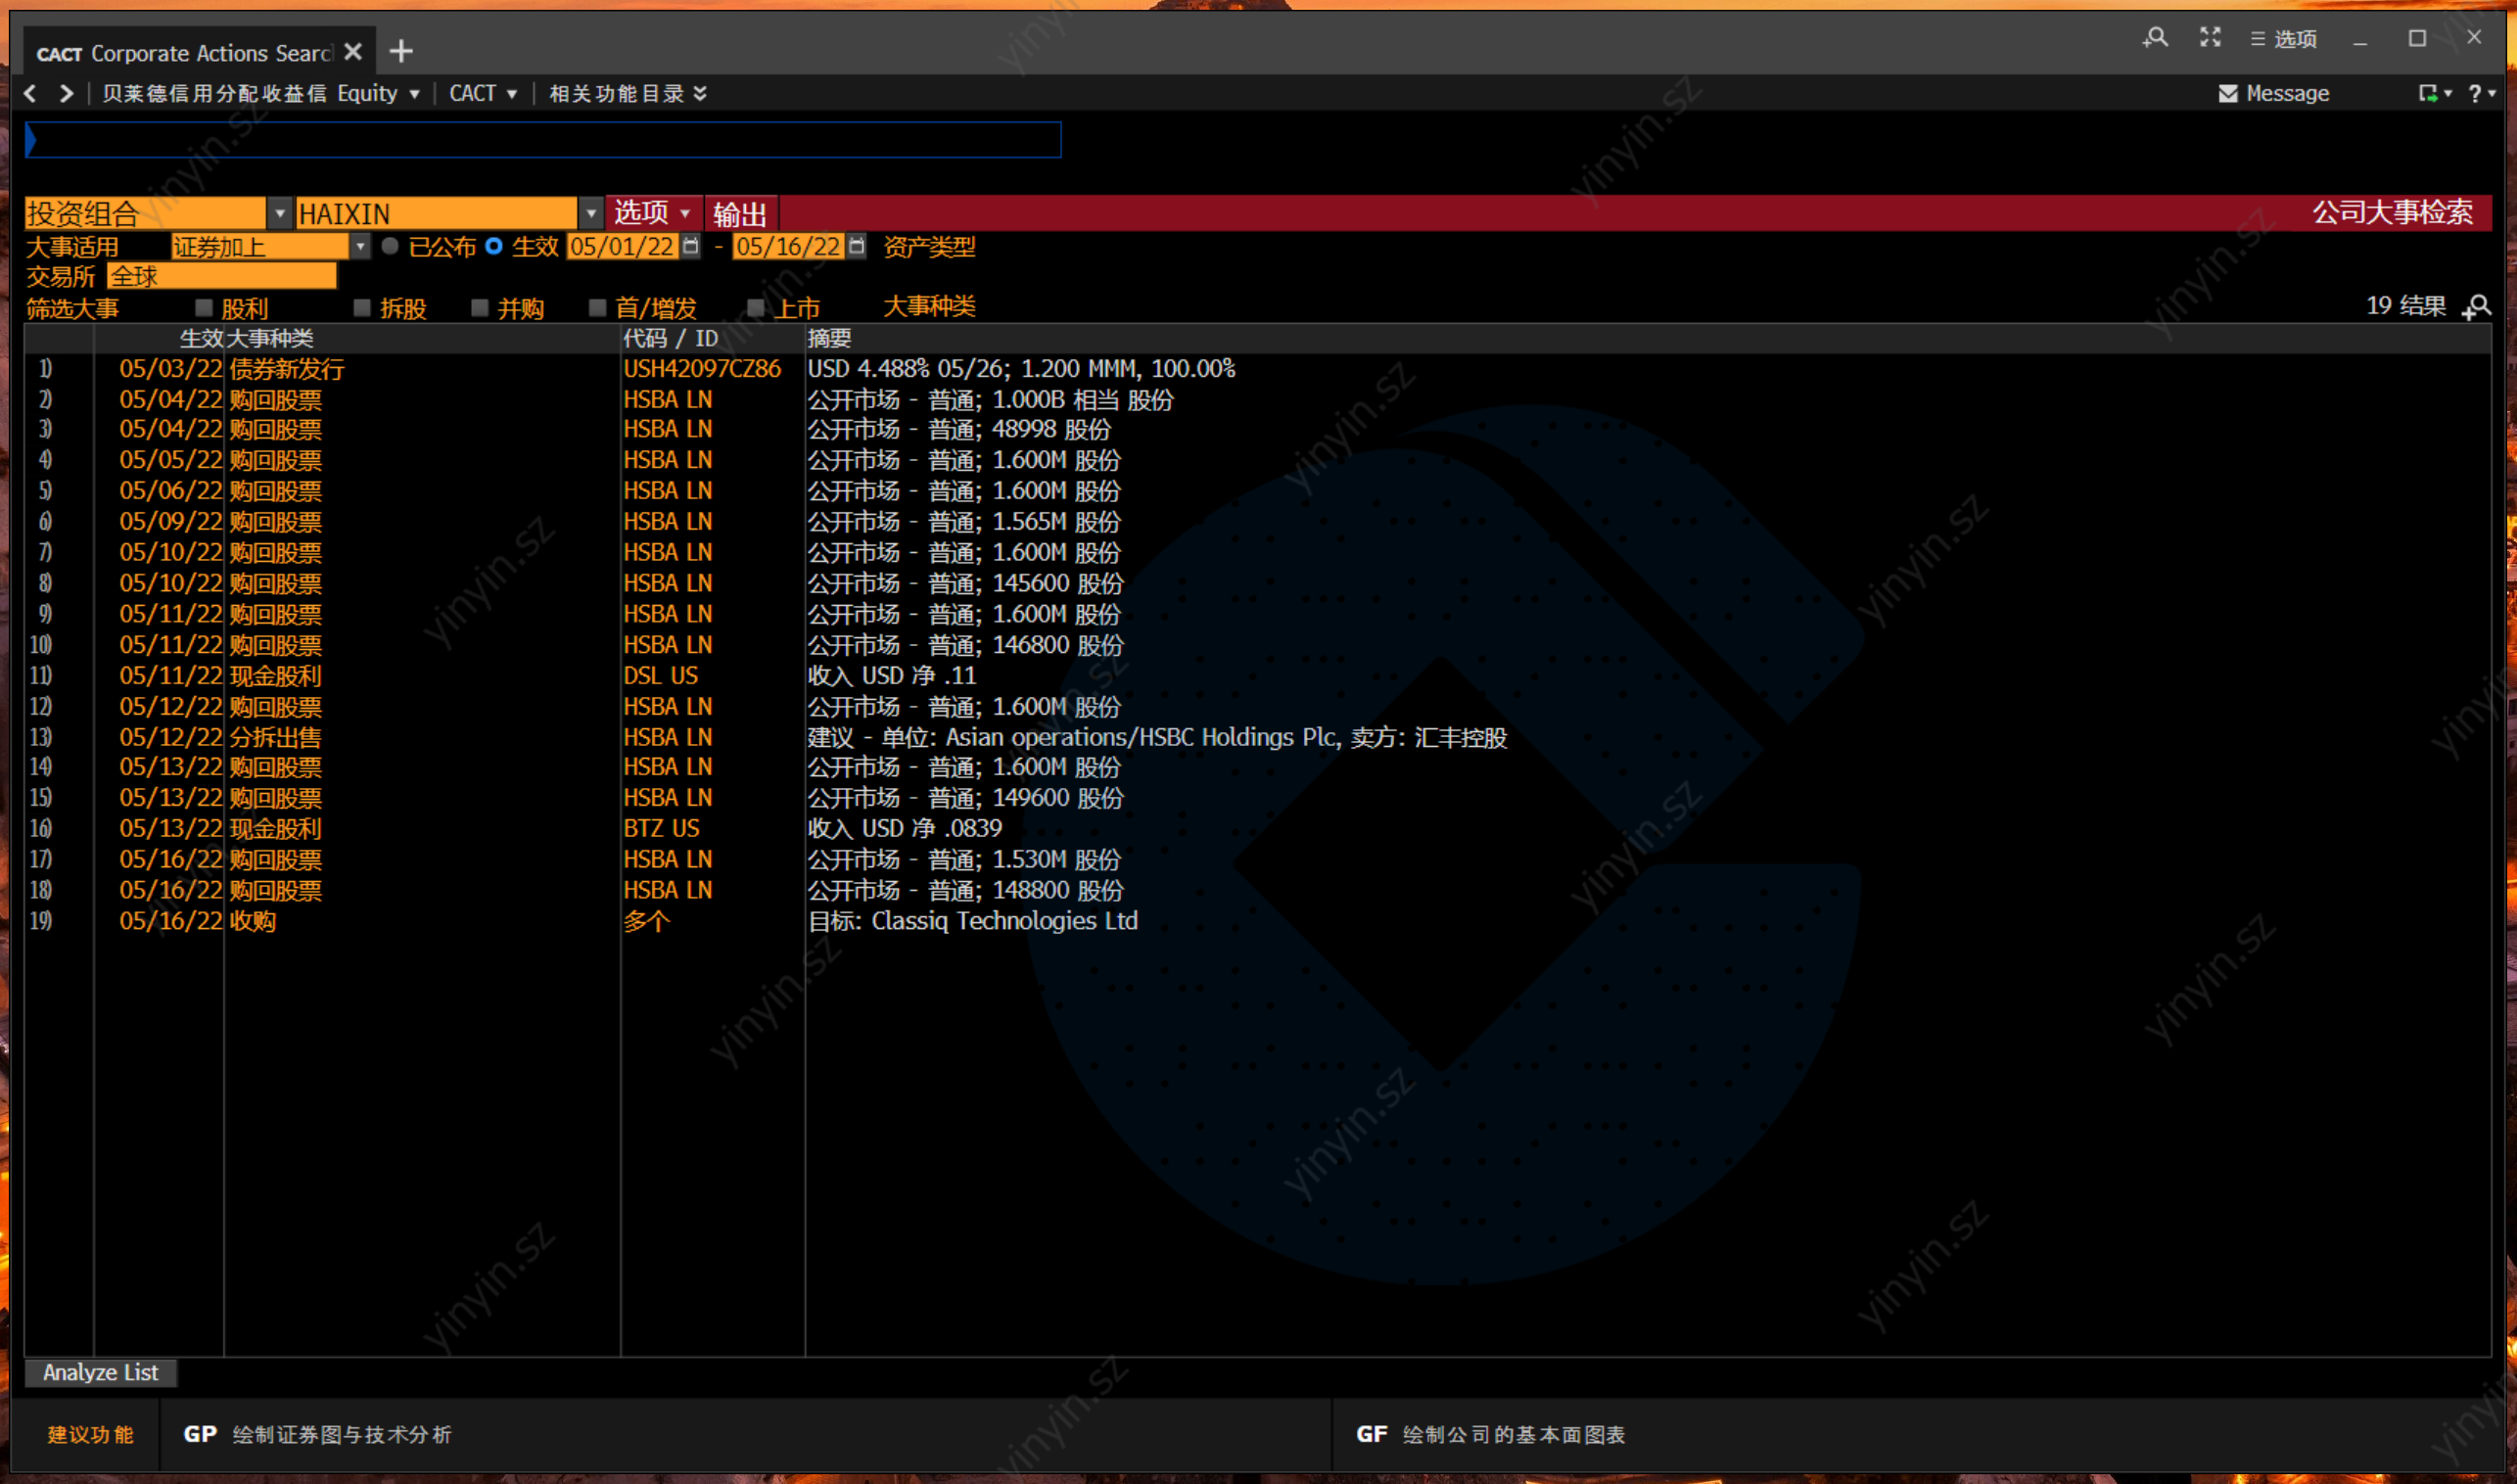 CACT Corporate Actions Searc
选项
贝莱德信用分配收益信 Equity CACT 相关功能目录 Message ?
投资组合 HAIXIN 选项 输出 公司大事检索
大事适用 证券加上 已公布 生效 05/01/22 - 05/16/22 资产类型
交易所 全球
筛选大事 股利 拆股 并购 首/增发 上市 大事种类 19 结果
生效 大事种类 代码 / ID 摘要
1) 05/03/22 债券新发行 USH42097CZ86 USD 4.488% 05/26; 1.200 MMM, 100.00%
2) 05/04/22 购回股票 HSBA LN 公开市场 - 普通; 1.000B 相当 股份
3) 05/04/22 购回股票 HSBA LN 公开市场 - 普通; 48998 股份
4) 05/05/22 购回股票 HSBA LN 公开市场 - 普通; 1.600M 股份
5) 05/06/22 购回股票 HSBA LN 公开市场 - 普通; 1.600M 股份
6) 05/09/22 购回股票 HSBA LN 公开市场 - 普通; 1.565M 股份
7) 05/10/22 购回股票 HSBA LN 公开市场 - 普通; 1.600M 股份
8) 05/10/22 购回股票 HSBA LN 公开市场 - 普通; 145600 股份
9) 05/11/22 购回股票 HSBA LN 公开市场 - 普通; 1.600M 股份
10) 05/11/22 购回股票 HSBA LN 公开市场 - 普通; 146800 股份
11) 05/11/22 现金股利 DSL US 收入 USD 净 .11
12) 05/12/22 购回股票 HSBA LN 公开市场 - 普通; 1.600M 股份
13) 05/12/22 分拆出售 HSBA LN 建议 - 单位: Asian operations/HSBC Holdings Plc, 卖方: 汇丰控股
14) 05/13/22 购回股票 HSBA LN 公开市场 - 普通; 1.600M 股份
15) 05/13/22 购回股票 HSBA LN 公开市场 - 普通; 149600 股份
16) 05/13/22 现金股利 BTZ US 收入 USD 净 .0839
17) 05/16/22 购回股票 HSBA LN 公开市场 - 普通; 1.530M 股份
18) 05/16/22 购回股票 HSBA LN 公开市场 - 普通; 148800 股份
19) 05/16/22 收购 多个 目标: Classiq Technologies Ltd
Analyze List
建议功能 GP 绘制证券图与技术分析 GF 绘制公司的基本面图表
yinyin.sz